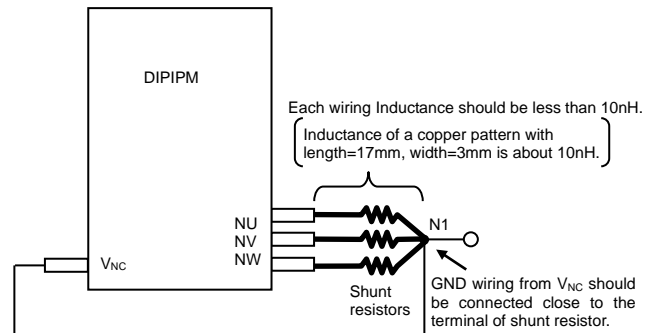 DIPIPM
Each wiring Inductance should be less than 10nH.
Inductance of a copper pattern with
length=17mm, width=3mm is about 10nH.
NU
NV
NW
N1
VNC
Shunt
resistors
GND wiring from VNC should
be connected close to the
terminal of shunt resistor.